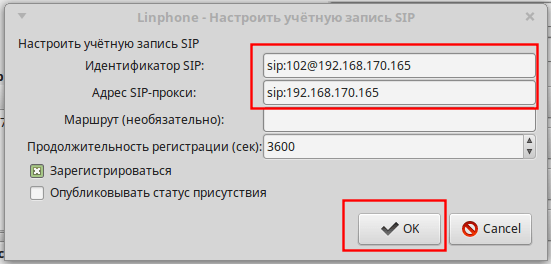 Linphone - Настроить учётную запись SIP
Настроить учётную запись SIP
Идентификатор SIP: sip:102@192.168.170.165
Адрес SIP-прокси: sip:192.168.170.165
Маршрут (необязательно):
Продолжительность регистрации (сек): 3600
Зарегистрироваться
Опубликовывать статус присутствия
OK Cancel